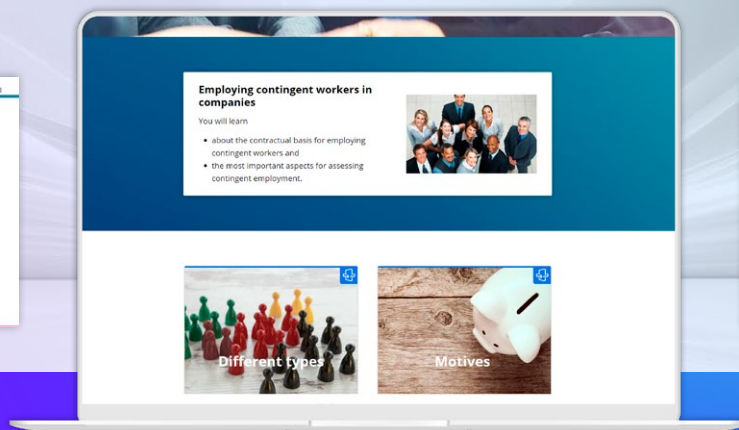 Employing contingent workers in
companies
You will learn
• about the contractual basis for employing
contingent workers and
• the most important aspects for assessing
contingent employment.
Different types
Motives